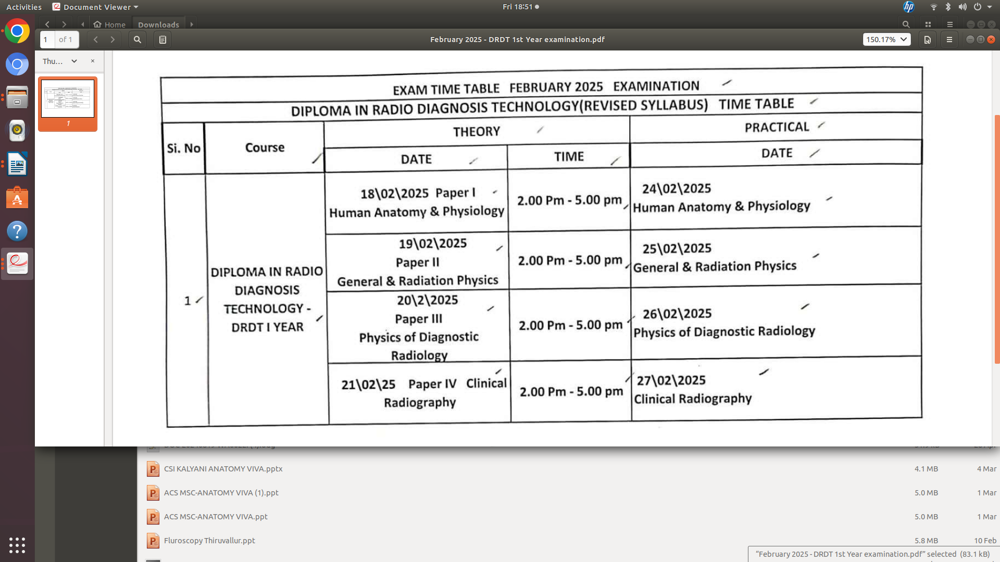 Activities
Document Viewer
Fri 18:51
Home
Downloads
1 of 1
February 2025 - DRDT 1st Year examination.pdf
150.17%
Thu...
1
EXAM TIME TABLE FEBRUARY 2025 EXAMINATION
DIPLOMA IN RADIO DIAGNOSIS TECHNOLOGY(REVISED SYLLABUS) TIME TABLE
Si. No
Course
THEORY
PRACTICAL
DATE
TIME
DATE
1
DIPLOMA IN RADIO
DIAGNOSIS
TECHNOLOGY -
DRDT I YEAR
18\02\2025 Paper I
Human Anatomy & Physiology
2.00 Pm - 5.00 pm
24\02\2025
Human Anatomy & Physiology
19\02\2025
Paper II
General & Radiation Physics
2.00 Pm - 5.00 pm
25\02\2025
General & Radiation Physics
20\2\2025
Paper III
Physics of Diagnostic
Radiology
2.00 Pm - 5.00 pm
26\02\2025
Physics of Diagnostic Radiology
21\02\25 Paper IV Clinical
Radiography
2.00 Pm - 5.00 pm
27\02\2025
Clinical Radiography
CSI KALYANI ANATOMY VIVA.pptx 4.1 MB 4 Mar
ACS MSC-ANATOMY VIVA (1).ppt 5.0 MB 1 Mar
ACS MSC-ANATOMY VIVA.ppt 5.0 MB 1 Mar
Fluroscopy Thiruvallur.ppt 5.8 MB 10 Feb
“February 2025 - DRDT 1st Year examination.pdf” selected (83.1 kB)